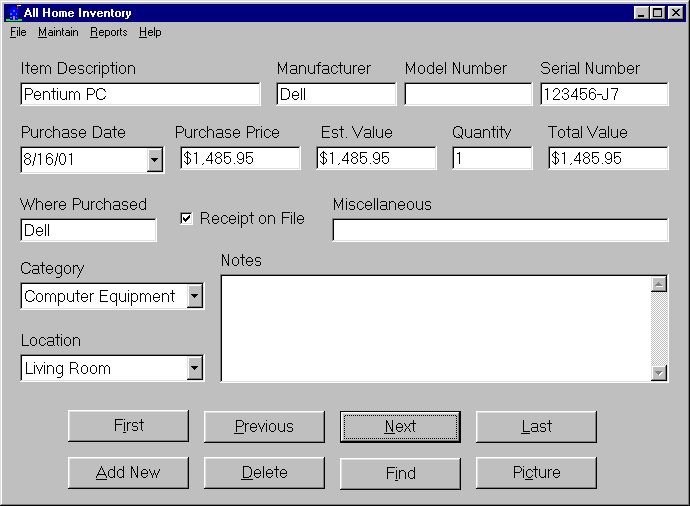 All Home Inventory
File Maintain Reports Help
Item Description Manufacturer Model Number Serial Number
Pentium PC Dell 123456-J7
Purchase Date Purchase Price Est. Value Quantity Total Value
8/16/01 $1,485.95 $1,485.95 1 $1,485.95
Where Purchased Receipt on File Miscellaneous
Dell
Category Notes
Computer Equipment
Location
Living Room
First Previous Next Last
Add New Delete Find Picture